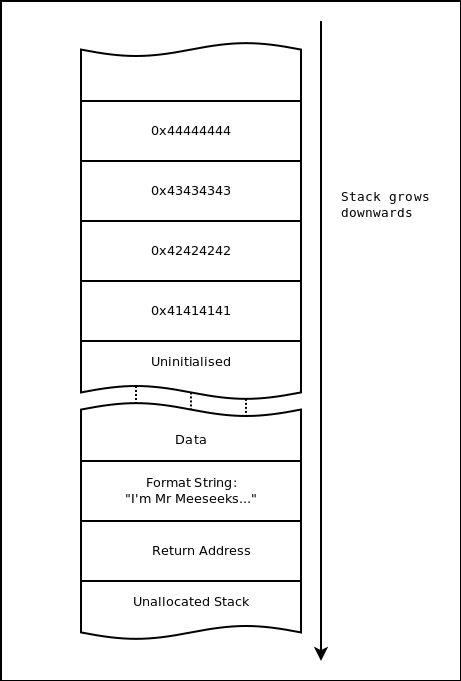 0x44444444
0x43434343
Stack grows
downwards
0x42424242
0x41414141
Uninitialised
Data
Format String:
"I'm Mr Meeseeks..."
Return Address
Unallocated Stack